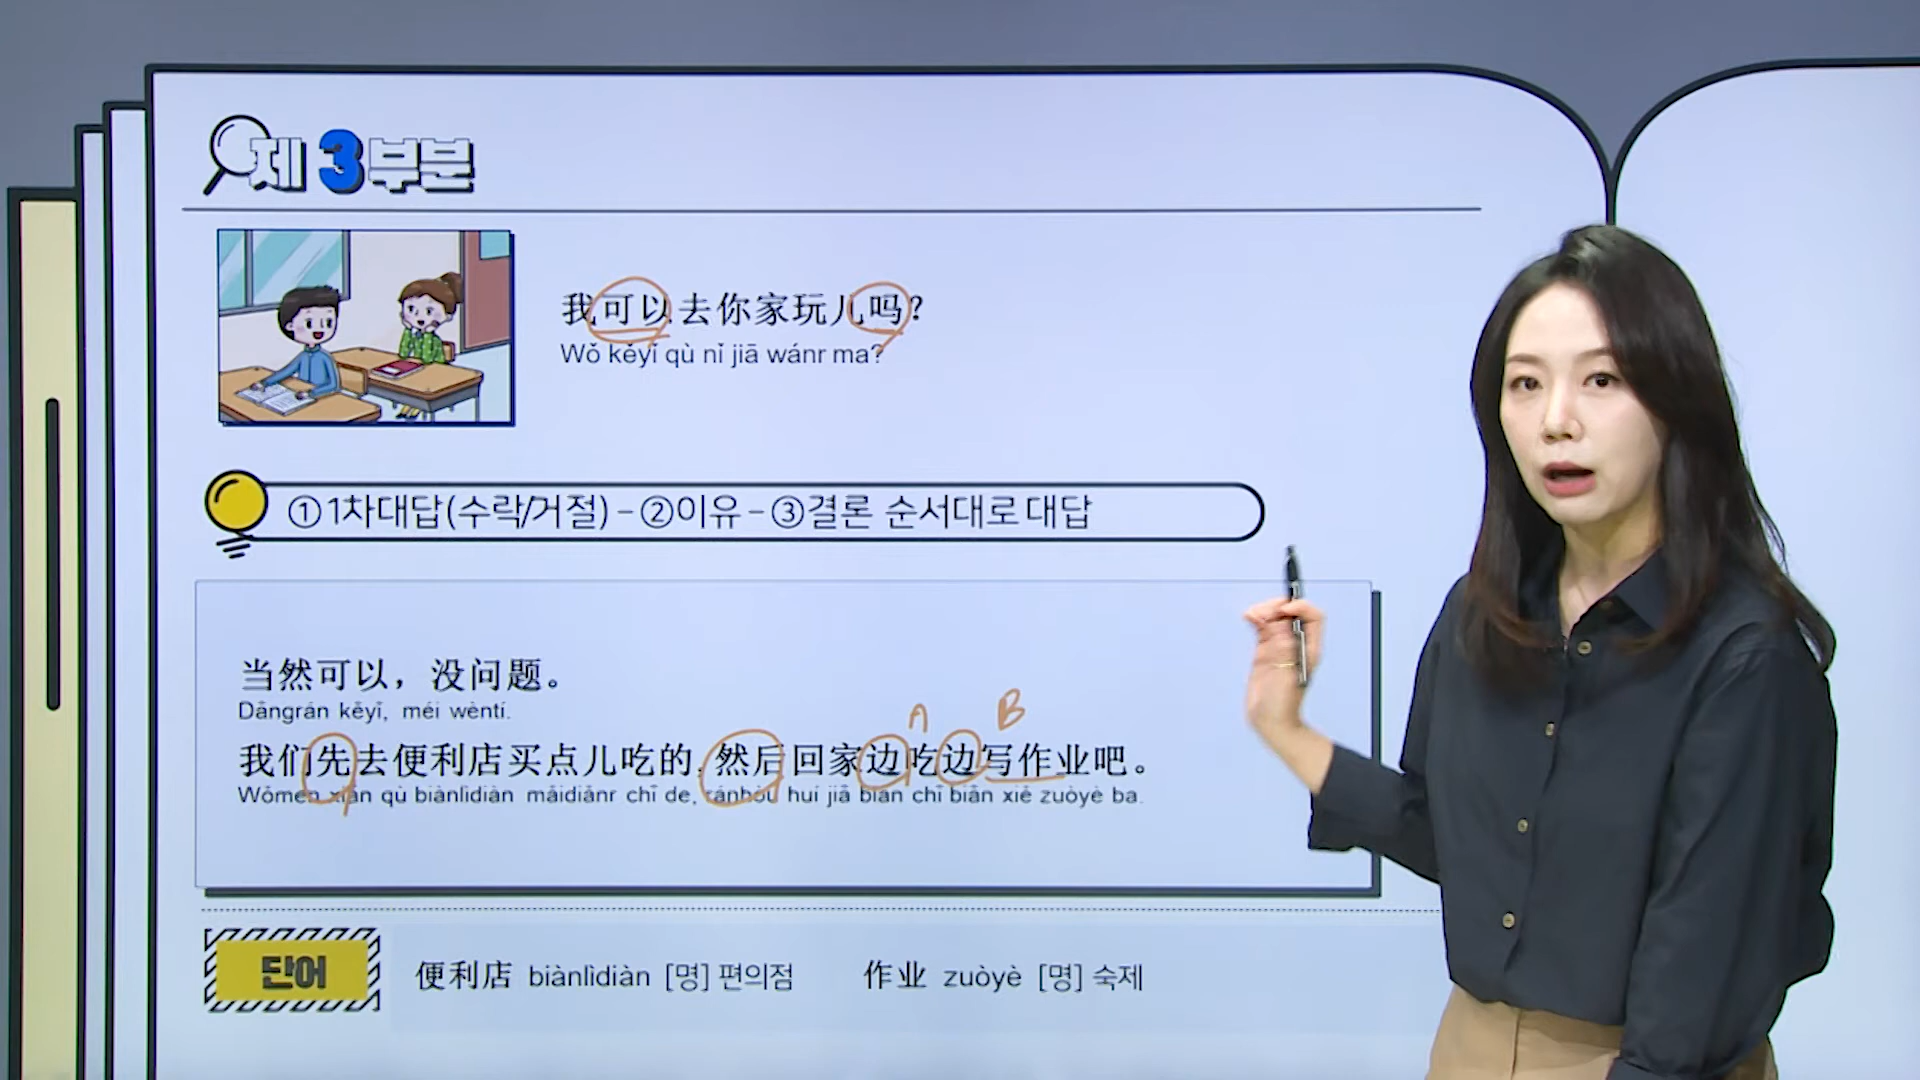 제 3 부분
我可以去你家玩儿吗?
Wǒ kěyǐ qù nǐ jiā wánr ma?
①1차대답(수락/거절) – ②이유 – ③결론 순서대로 대답
A B
当然可以，没问题。
Dāngrán kěyǐ, méi wèntí.
我们先去便利店买点儿吃的, 然后回家边吃边写作业吧。
Wǒmen xiān qù biànlìdiàn mǎidiǎnr chī de, ránhòu huí jiā biān chī biān xiě zuòyè ba.
단어
便利店 biànlìdiàn [명] 편의점 作业 zuòyè [명] 숙제